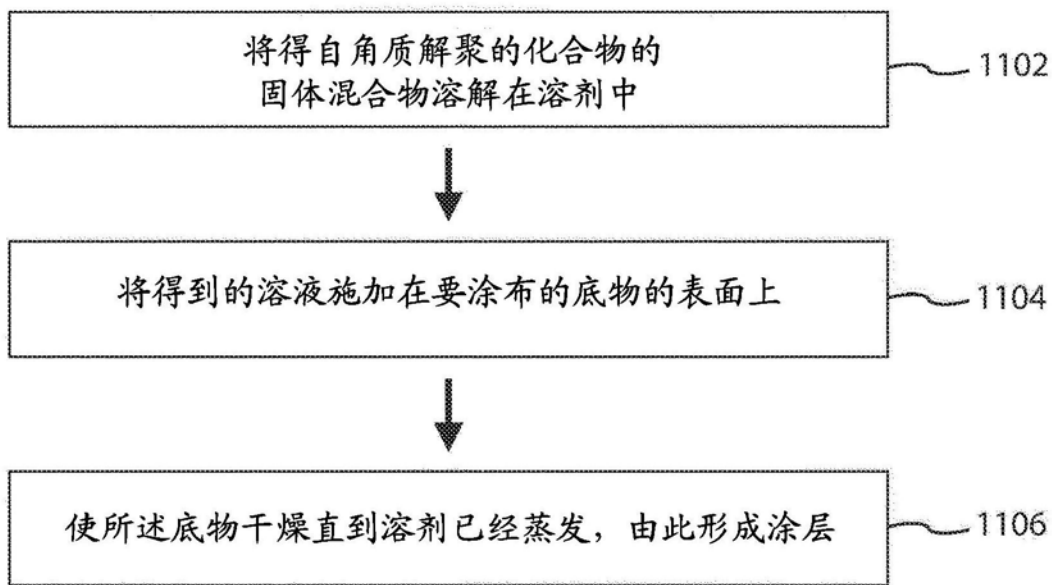 将得自角质解聚的化合物的
固体混合物溶解在溶剂中
1102
将得到的溶液施加在要涂布的底物的表面上
1104
使所述底物干燥直到溶剂已经蒸发，由此形成涂层
1106